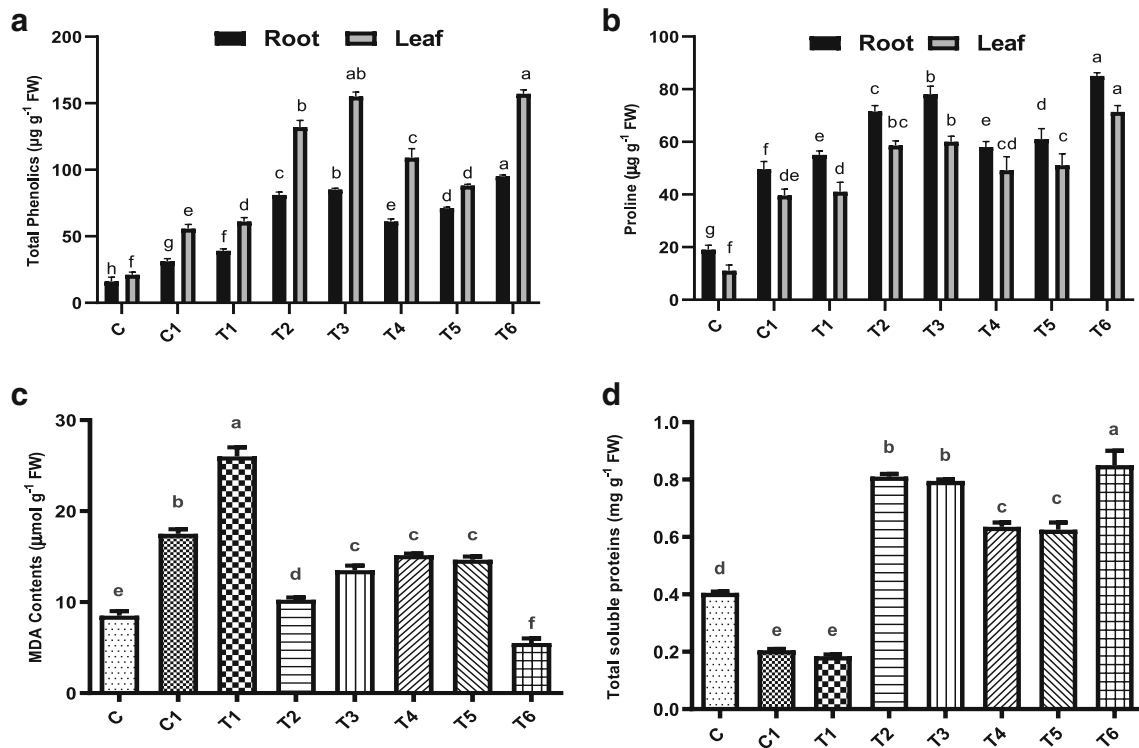 a
Root Leaf
Total Phenolics (µg g-1 FW)
200
150
100
50
0
h f g e f d c b b ab e c d d a a
C C1 T1 T2 T3 T4 T5 T6
b
Root Leaf
Proline (µg g-1 FW)
100
80
60
40
20
0
g f f de e d c bc b b e cd d c a a
C C1 T1 T2 T3 T4 T5 T6
c
MDA Contents (µmol g-1 FW)
30
20
10
0
e b a d c c c f
C C1 T1 T2 T3 T4 T5 T6
d
Total soluble proteins (mg g-1 FW)
1.0
0.8
0.6
0.4
0.2
0.0
d e e b b c c a
C C1 T1 T2 T3 T4 T5 T6